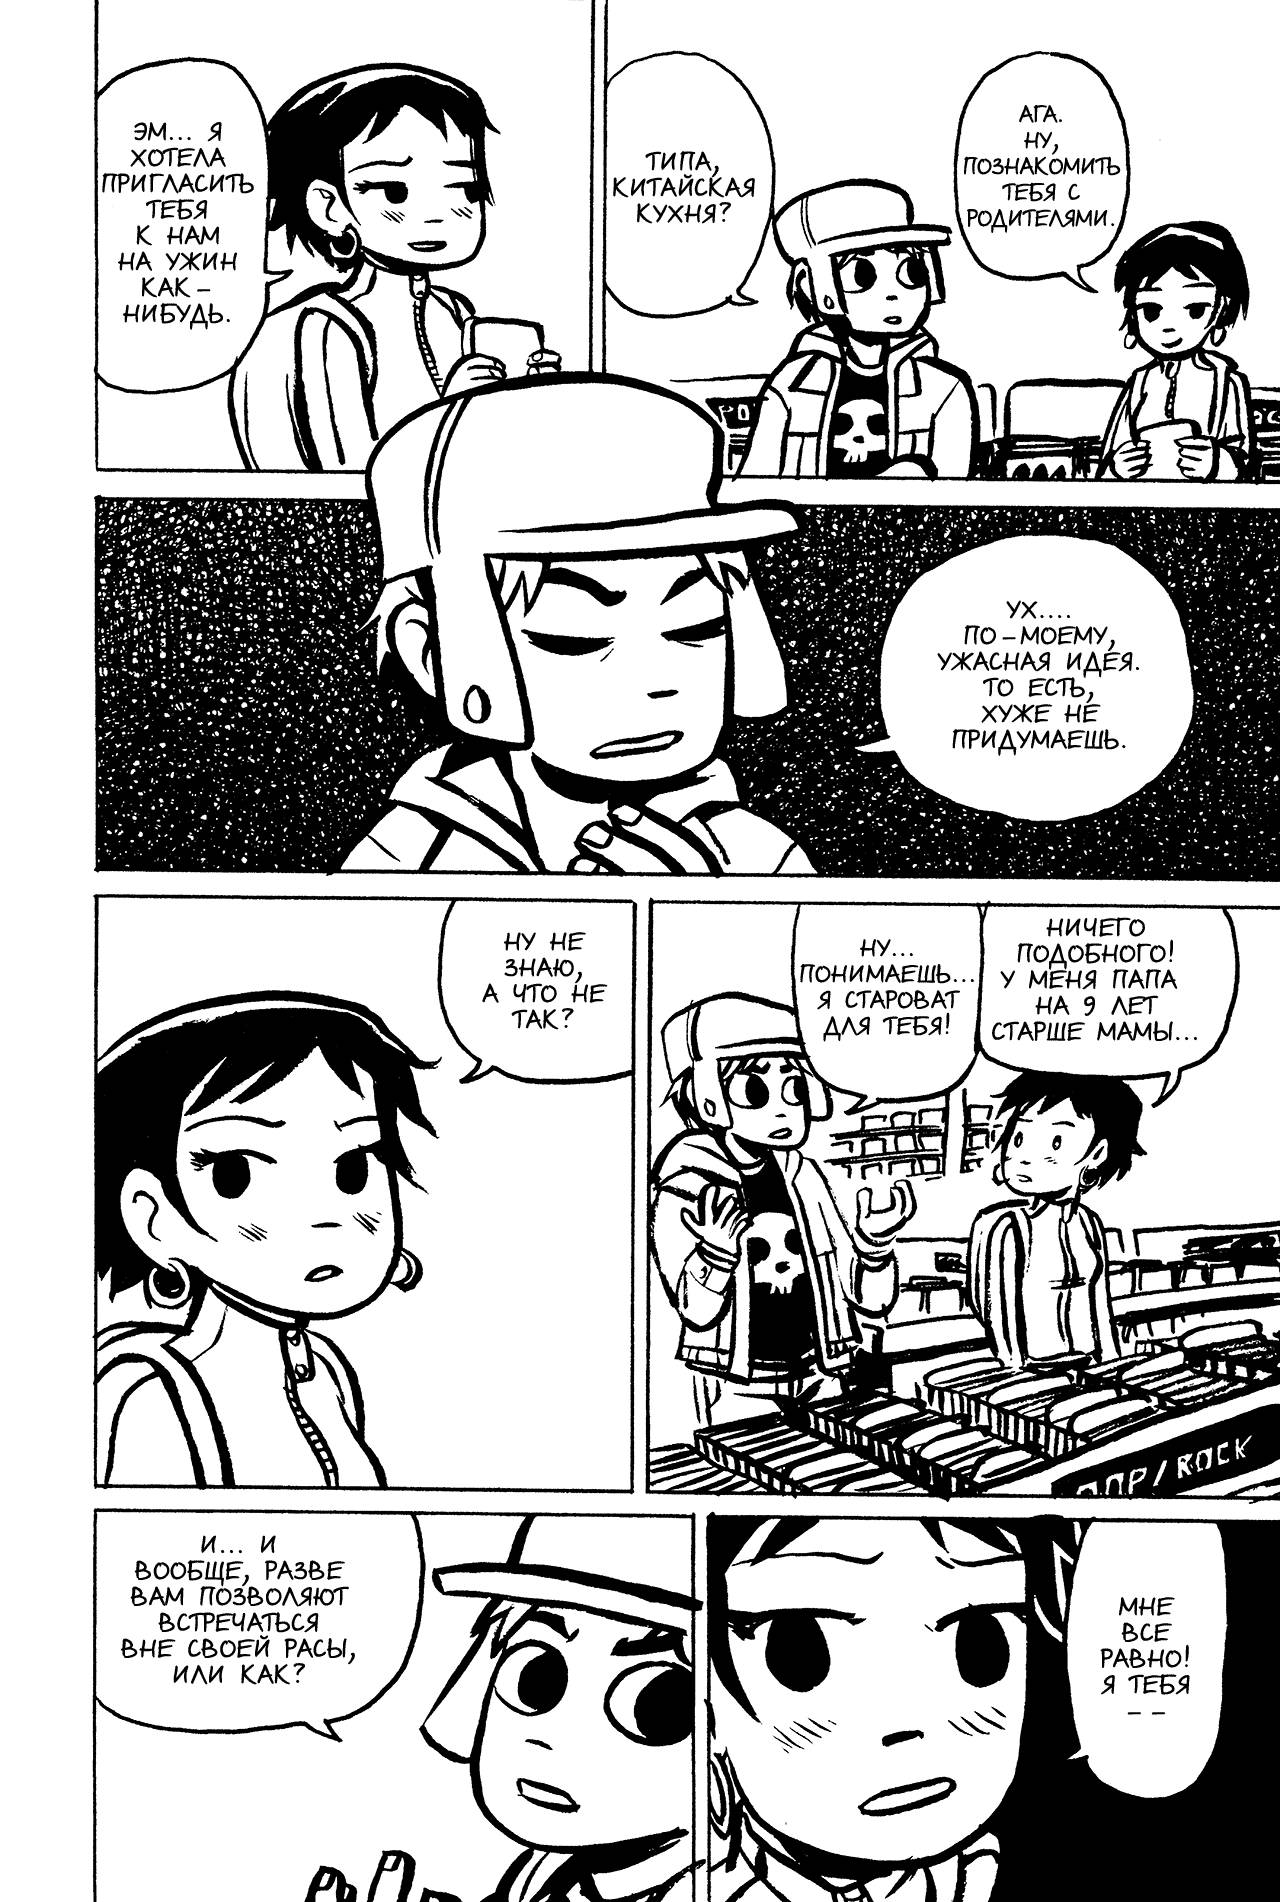 ЭМ... Я
ХОТЕЛА
ПРИГЛАСИТЬ
ТЕБЯ
К НАМ
НА УЖИН
КАК-
НИБУДЬ.
ТИПА,
КИТАЙСКАЯ
КУХНЯ?
АГА.
НУ,
ПОЗНАКОМИТЬ
ТЕБЯ С
РОДИТЕЛЯМИ.
УХ....
ПО-МОЕМУ,
УЖАСНАЯ ИДЕЯ.
ТО ЕСТЬ,
ХУЖЕ НЕ
ПРИДУМАЕШЬ.
НУ НЕ
ЗНАЮ,
А ЧТО НЕ
ТАК?
НУ...
ПОНИМАЕШЬ...
Я СТАРОВАТ
ДЛЯ ТЕБЯ!
НИЧЕГО
ПОДОБНОГО!
У МЕНЯ ПАПА
НА 9 ЛЕТ
СТАРШЕ МАМЫ...
POP/ROCK
И... И
ВООБЩЕ, РАЗВЕ
ВАМ ПОЗВОЛЯЮТ
ВСТРЕЧАТЬСЯ
ВНЕ СВОЕЙ РАСЫ,
ИЛИ КАК?
МНЕ
ВСЕ
РАВНО!
Я ТЕБЯ
--